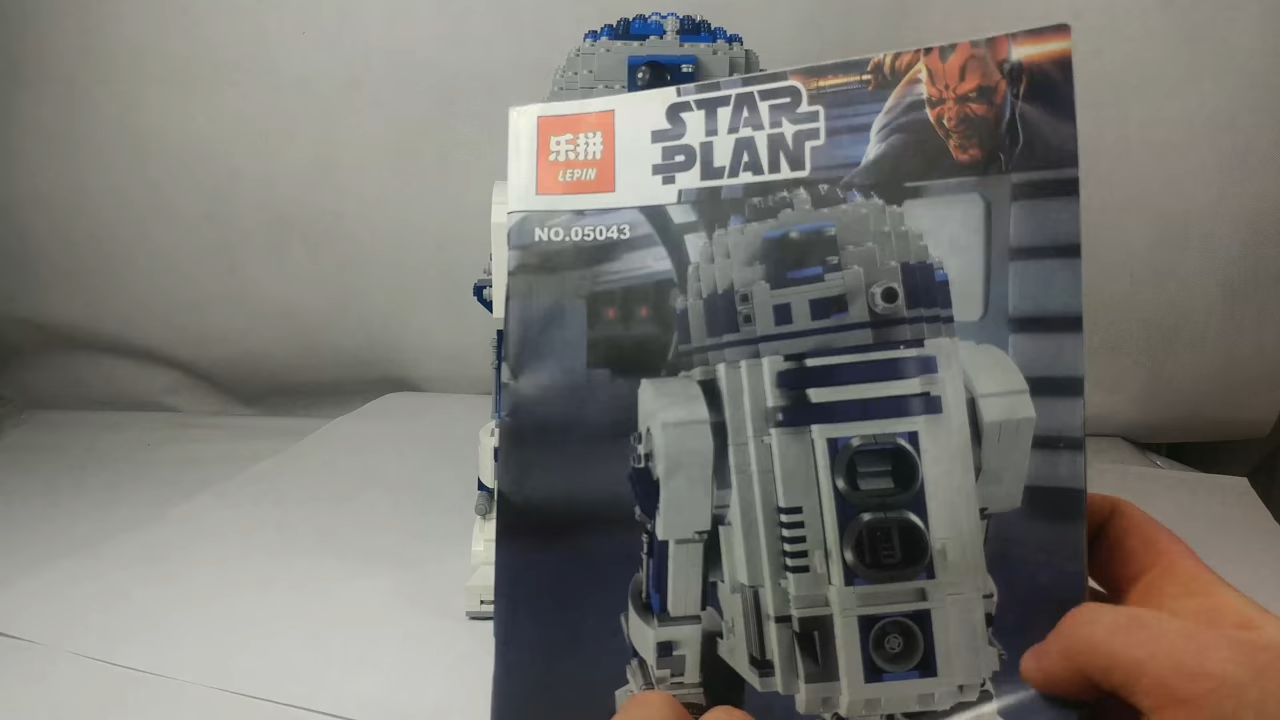 乐拼
LEPIN
STAR
PLAN
NO.05043